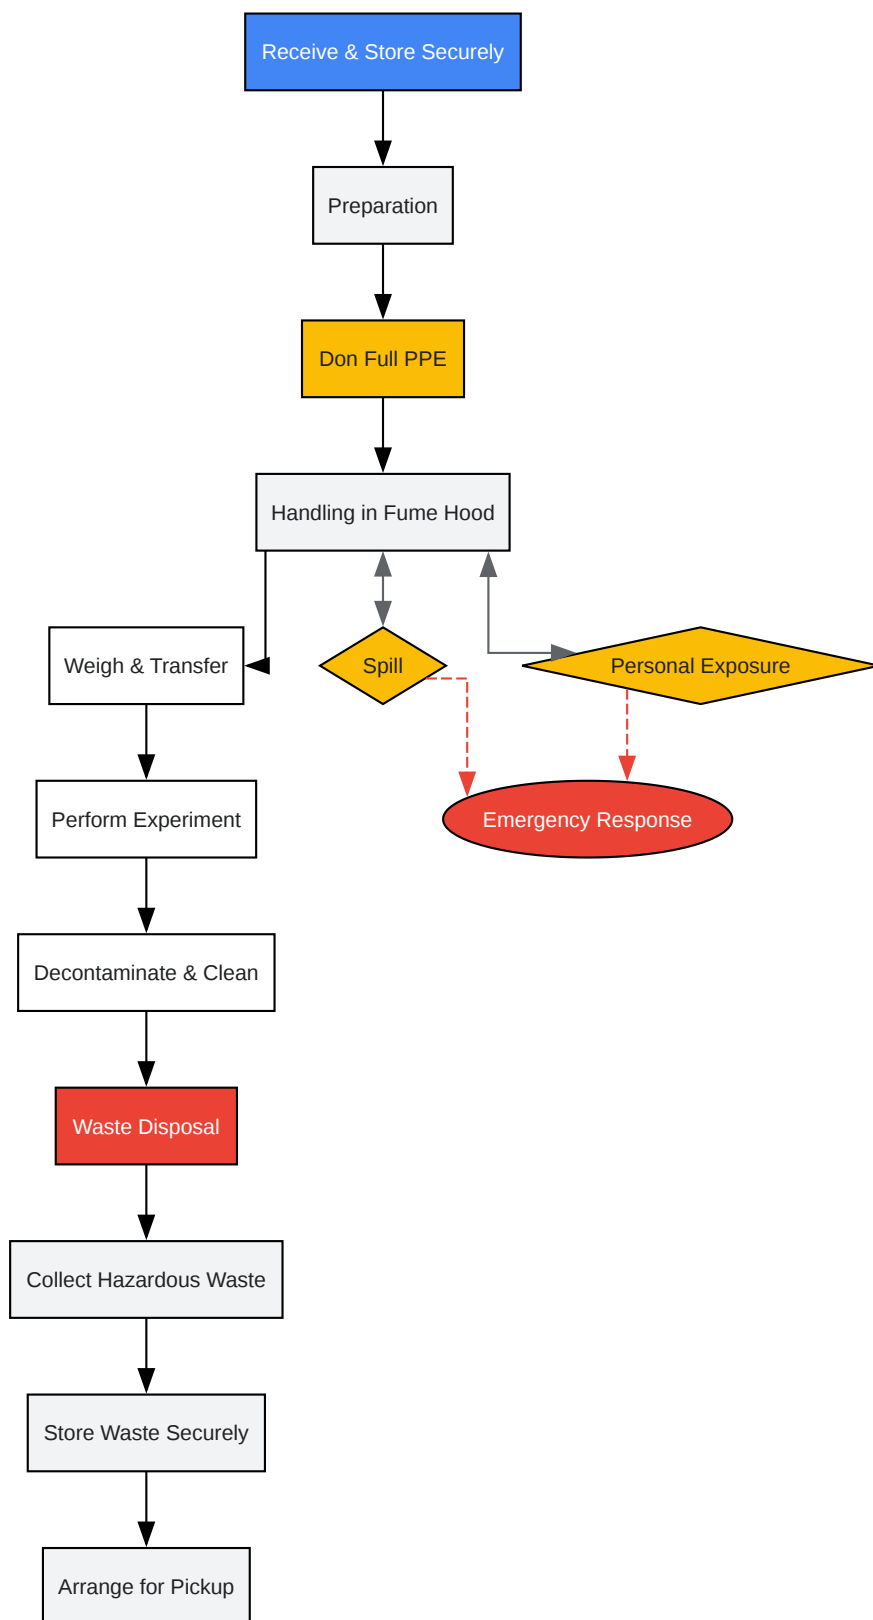 Receive & Store Securely
Preparation
Don Full PPE
Handling in Fume Hood
Weigh & Transfer
Spill
Personal Exposure
Perform Experiment
Emergency Response
Decontaminate & Clean
Waste Disposal
Collect Hazardous Waste
Store Waste Securely
Arrange for Pickup